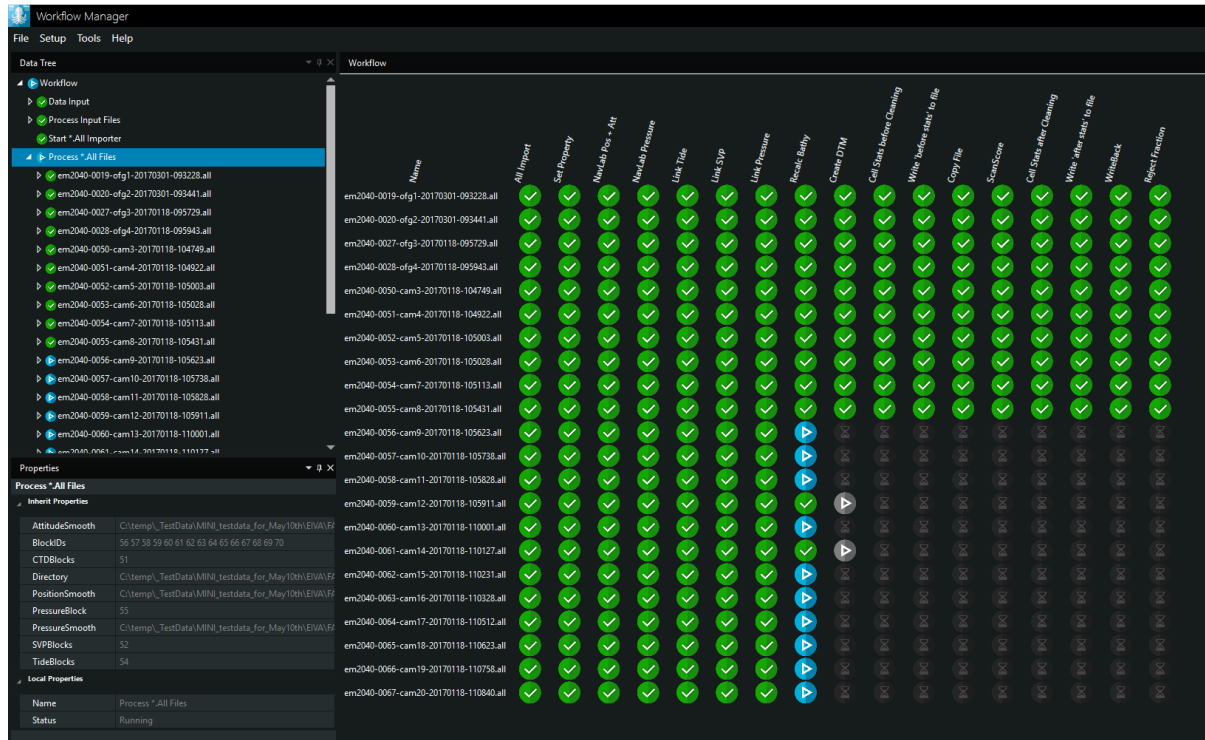 Workflow Manager
File Setup Tools Help
Data Tree
Workflow
Data Input
Process Input Files
Start *.All Importer
Process *.All Files
em2040-0019-ofg1-20170301-093228.all
em2040-0020-ofg2-20170301-093441.all
em2040-0027-ofg3-20170118-095729.all
em2040-0028-ofg4-20170118-095943.all
em2040-0050-cam3-20170118-104749.all
em2040-0051-cam4-20170118-104922.all
em2040-0052-cam5-20170118-105003.all
em2040-0053-cam6-20170118-105028.all
em2040-0054-cam7-20170118-105113.all
em2040-0055-cam8-20170118-105431.all
em2040-0056-cam9-20170118-105623.all
em2040-0057-cam10-20170118-105738.all
em2040-0058-cam11-20170118-105828.all
em2040-0059-cam12-20170118-105911.all
em2040-0060-cam13-20170118-110001.all
em2040-0061-cam14-20170118-110127.all
Properties
Process *.All Files
Inherit Properties
AttitudeSmooth C:\temp\_TestData\MINI_testdata_for_May10th\EIVA\FA
BlockIDs 56 57 58 59 60 61 62 63 64 65 66 67 68 69 70
CTDBlocks 51
Directory C:\temp\_TestData\MINI_testdata_for_May10th\EIVA\FA
PositionSmooth C:\temp\_TestData\MINI_testdata_for_May10th\EIVA\FA
PressureBlock 55
PressureSmooth C:\temp\_TestData\MINI_testdata_for_May10th\EIVA\FA
SVPBlocks 52
TideBlocks 54
Local Properties
Name Process *.All Files
Status Running
Workflow
Name
All Import
Set Property
NavLab Pos + Att
NavLab Pressure
Link Tide
Link SVP
Link Pressure
Recalc Bathy
Create DTM
Cell Stats before Cleaning
Write 'before stats' to file
Copy File
ScanScore
Cell Stats after Cleaning
Write 'after stats' to file
WriteBack
Reject Fraction
em2040-0019-ofg1-20170301-093228.all
em2040-0020-ofg2-20170301-093441.all
em2040-0027-ofg3-20170118-095729.all
em2040-0028-ofg4-20170118-095943.all
em2040-0050-cam3-20170118-104749.all
em2040-0051-cam4-20170118-104922.all
em2040-0052-cam5-20170118-105003.all
em2040-0053-cam6-20170118-105028.all
em2040-0054-cam7-20170118-105113.all
em2040-0055-cam8-20170118-105431.all
em2040-0056-cam9-20170118-105623.all
em2040-0057-cam10-20170118-105738.all
em2040-0058-cam11-20170118-105828.all
em2040-0059-cam12-20170118-105911.all
em2040-0060-cam13-20170118-110001.all
em2040-0061-cam14-20170118-110127.all
em2040-0062-cam15-20170118-110231.all
em2040-0063-cam16-20170118-110328.all
em2040-0064-cam17-20170118-110512.all
em2040-0065-cam18-20170118-110623.all
em2040-0066-cam19-20170118-110758.all
em2040-0067-cam20-20170118-110840.all